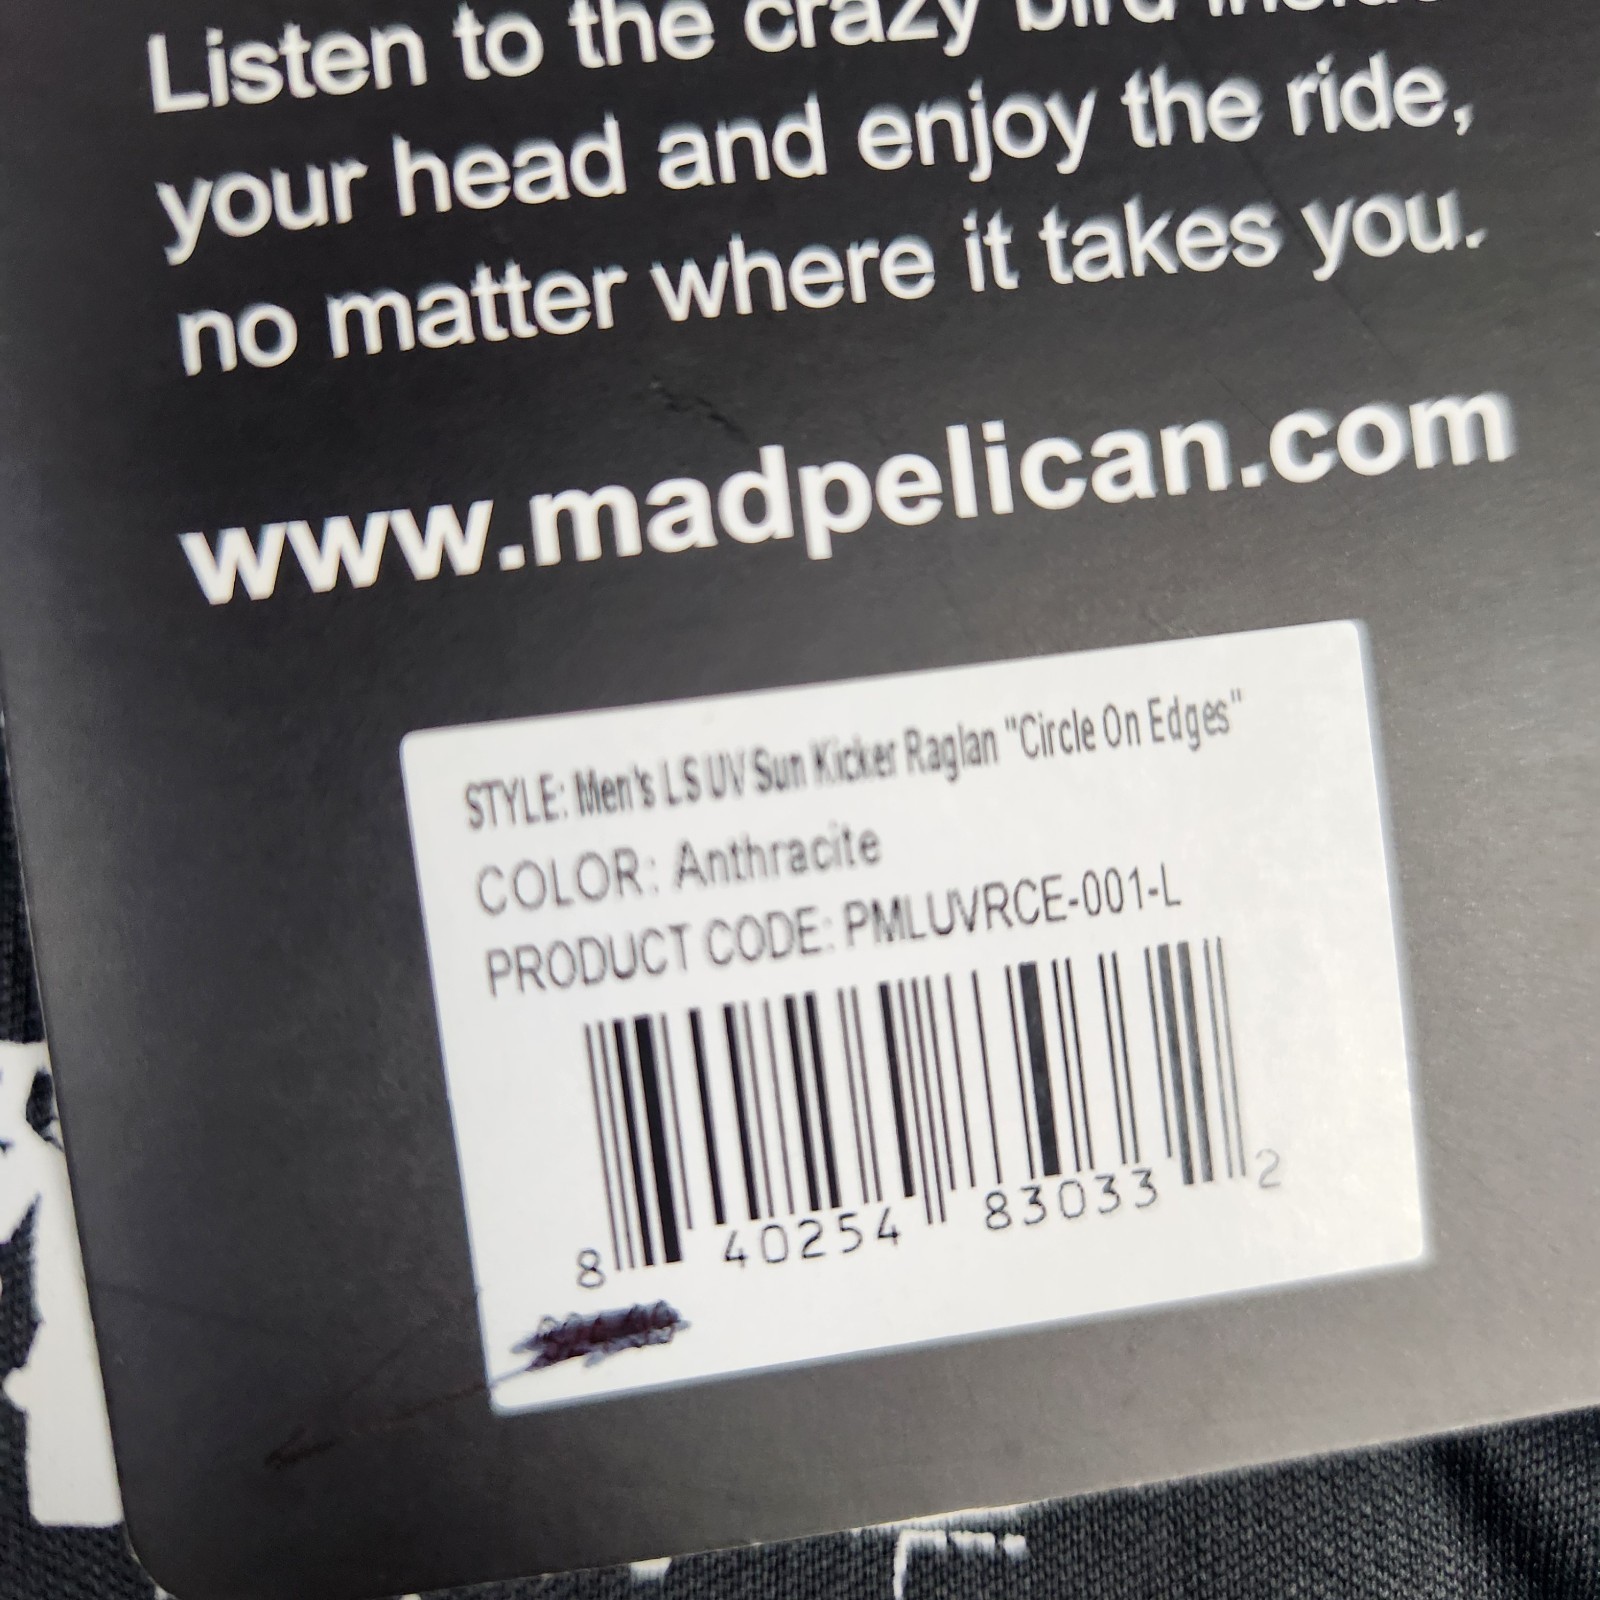 Listen to the crazy bird inside
your head and enjoy the ride,
no matter where it takes you.
www.madpelican.com
STYLE: Men's LS UV Sun Kicker Raglan "Circle On Edges"
COLOR: Anthracite
PRODUCT CODE: PMLUVRCE-001-L
8 40254 83033 2